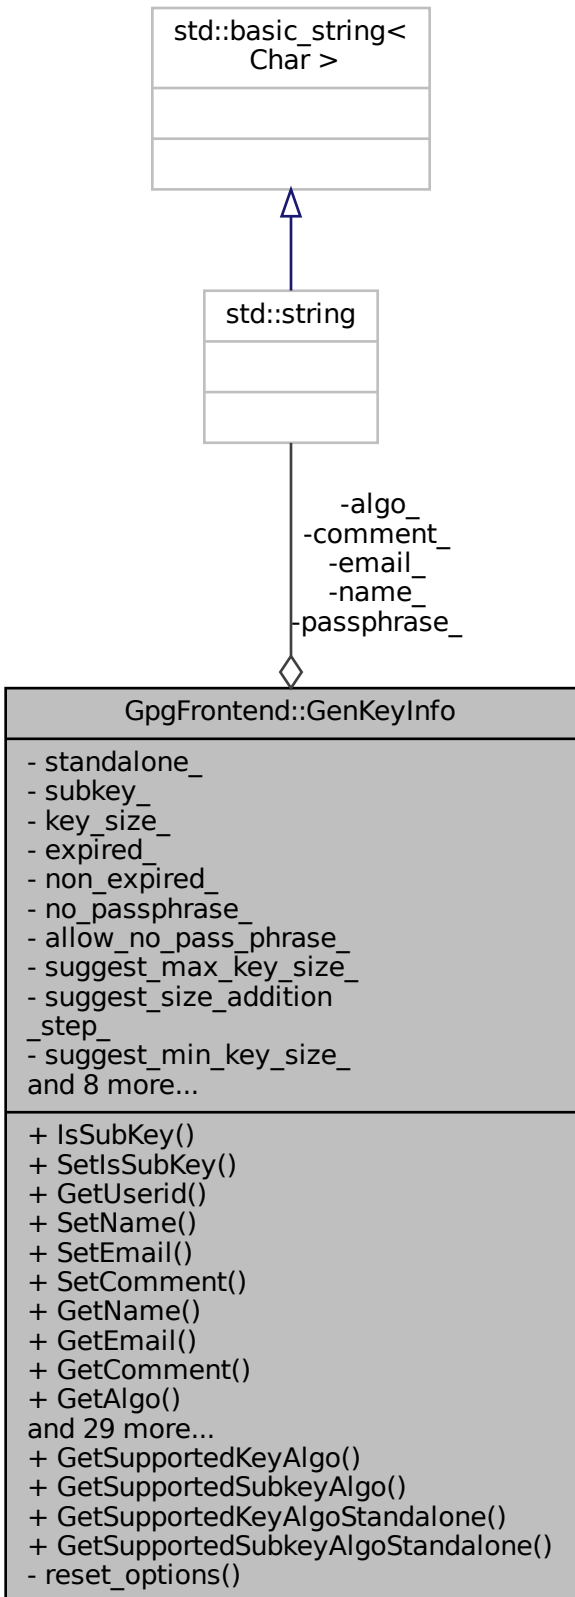 std::basic_string<
Char >
std::string
-algo_
-comment_
-email_
-name_
-passphrase_
GpgFrontend::GenKeyInfo
- standalone_
- subkey_
- key_size_
- expired_
- non_expired_
- no_passphrase_
- allow_no_pass_phrase_
- suggest_max_key_size_
- suggest_size_addition
_step_
- suggest_min_key_size_
and 8 more...
+ IsSubKey()
+ SetIsSubKey()
+ GetUserid()
+ SetName()
+ SetEmail()
+ SetComment()
+ GetName()
+ GetEmail()
+ GetComment()
+ GetAlgo()
and 29 more...
+ GetSupportedKeyAlgo()
+ GetSupportedSubkeyAlgo()
+ GetSupportedKeyAlgoStandalone()
+ GetSupportedSubkeyAlgoStandalone()
- reset_options()